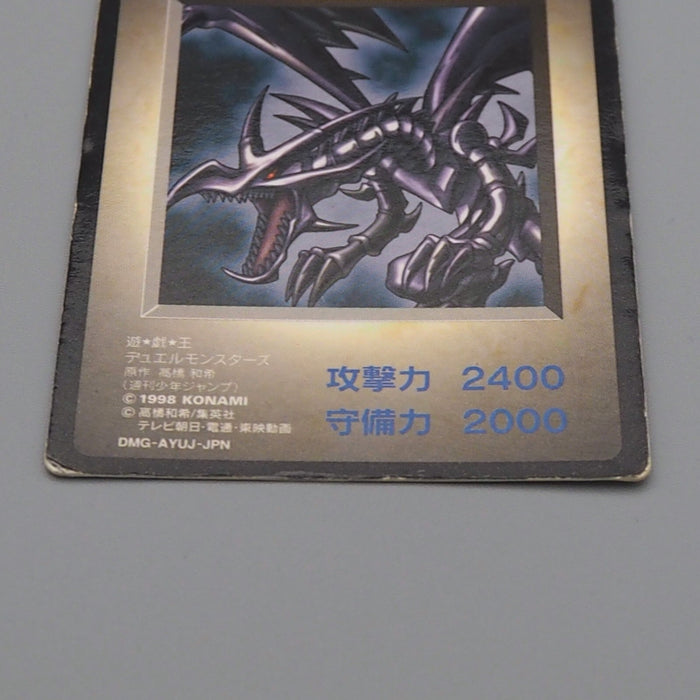 遊★戯★王
デュエルモンスターズ
原作 高橋 和希
(週刊少年ジャンプ)
© 1998 KONAMI
© 高橋和希/集英社
テレビ朝日・電通・東映動画
DMG-AYUJ-JPN
攻撃力 2400
守備力 2000